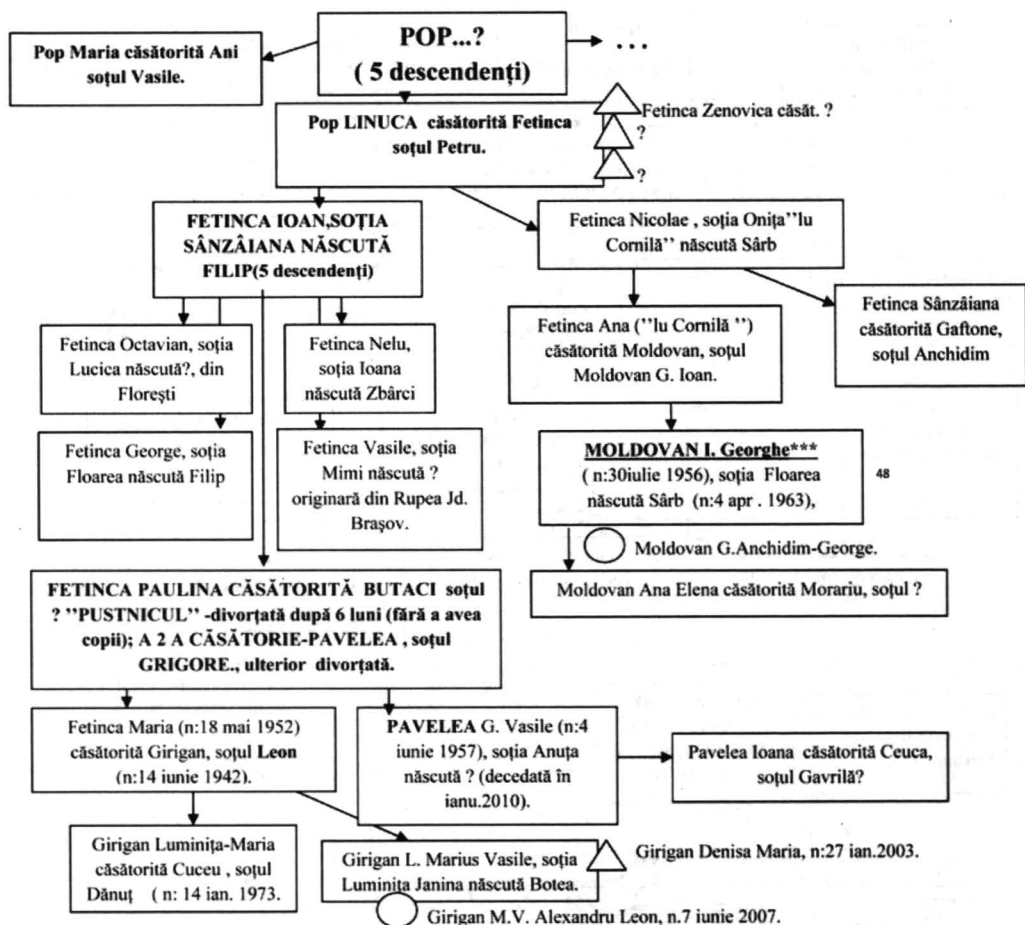 POP...?
( 5 descendenți)
...
Pop Maria căsătorită Ani
soțul Vasile.
Pop LINUCA căsătorită Fetinca
soțul Petru.
Fetinca Zenovica căsăt. ?
?
?
FETINCA IOAN,SOȚIA
SÂNZÂIANA NĂSCUTĂ
FILIP(5 descendenți)
Fetinca Nicolae , soția Onița''lu
Cornilă'' născută Sârb
Fetinca Octavian, soția
Lucica născută?, din
Florești
Fetinca Nelu,
soția Ioana
născută Zbârci
Fetinca Ana (''lu Cornilă '')
căsătorită Moldovan, soțul
Moldovan G. Ioan.
Fetinca Sânzâiana
căsătorită Gaftone,
soțul Anchidim
Fetinca George, soția
Floarea născută Filip
Fetinca Vasile, soția
Mimi născută ?
originară din Rupea Jd.
Brașov.
MOLDOVAN I. Georghe***
( n:30iulie 1956), soția Floarea
născută Sârb (n:4 apr . 1963),
48
Moldovan G.Anchidim-George.
Moldovan Ana Elena căsătorită Morariu, soțul ?
FETINCA PAULINA CĂSĂTORITĂ BUTACI soțul
? ''PUSTNICUL'' -divorțată după 6 luni (fără a avea
copii); A 2 A CĂSĂTORIE-PAVELEA , soțul
GRIGORE., ulterior divorțată.
Fetinca Maria (n:18 mai 1952)
căsătorită Girigan, soțul Leon
(n:14 iunie 1942).
PAVELEA G. Vasile (n:4
iunie 1957), soția Anuța
născută ? (decedată în
ianu.2010).
Pavelea Ioana căsătorită Ceuca,
soțul Gavrilă?
Girigan Luminița-Maria
căsătorită Cuceu , soțul
Dănuț ( n: 14 ian. 1973.
Girigan L. Marius Vasile, soția
Luminița Janina născută Botea.
Girigan Denisa Maria, n:27 ian.2003.
Girigan M.V. Alexandru Leon, n.7 iunie 2007.